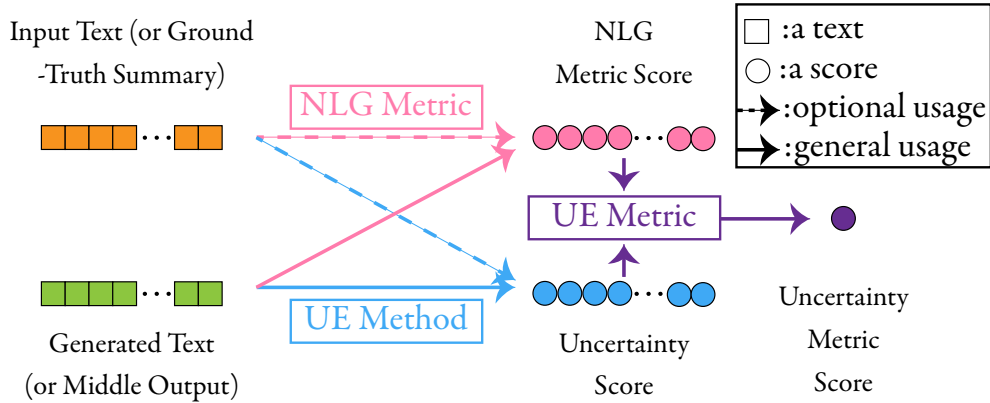 Input Text (or Ground
-Truth Summary)
NLG
Metric Score
:a text
:a score
:optional usage
:general usage
NLG Metric
UE Metric
UE Method
Generated Text
(or Middle Output)
Uncertainty
Score
Uncertainty
Metric
Score